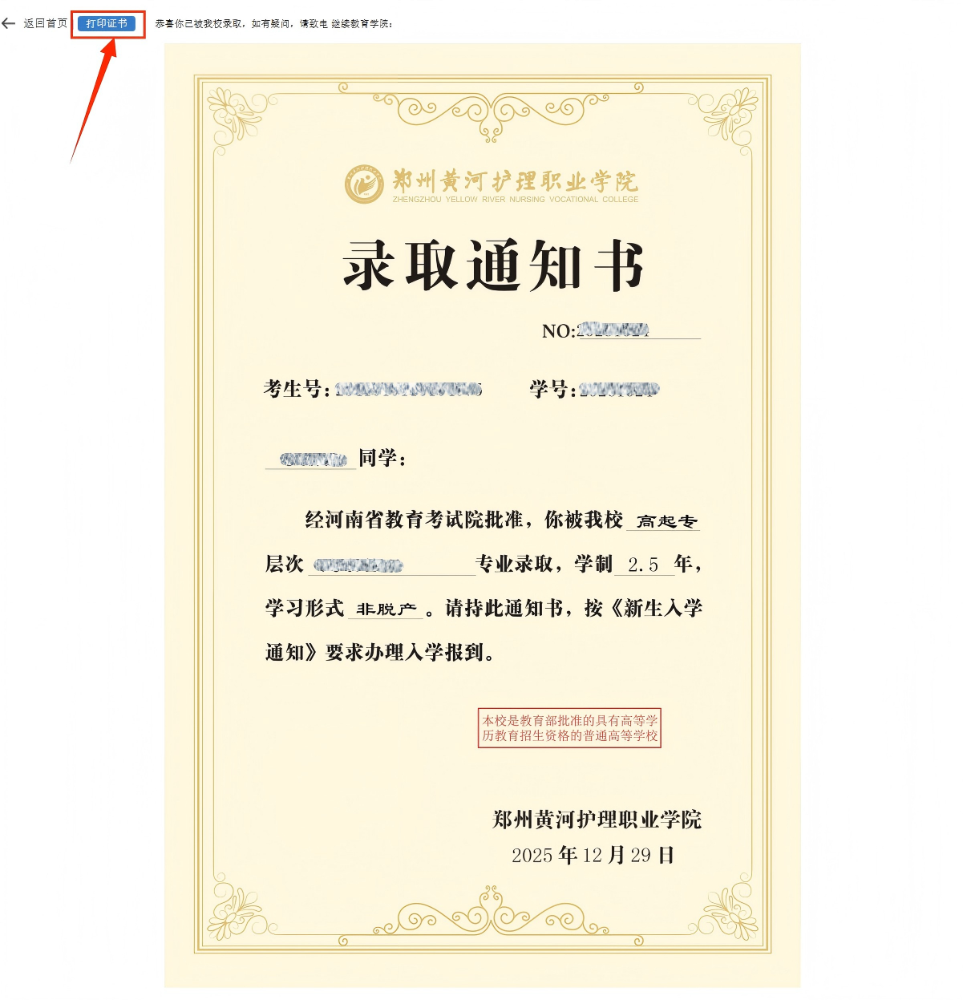 返回首页 打印证书 恭喜你已被我校录取，如有疑问，请致电 继续教育学院：
郑州黄河护理职业学院
ZHENGZHOU YELLOW RIVER NURSING VOCATIONAL COLLEGE
录取通知书
NO:
考生号： 学号：
同学：
经河南省教育考试院批准，你被我校 高起专
层次 专业录取，学制 2.5 年，
学习形式 非脱产 。请持此通知书，按《新生入学
通知》要求办理入学报到。
本校是教育部批准的具有高等学
历教育招生资格的普通高等学校
郑州黄河护理职业学院
2025 年 12 月 29 日